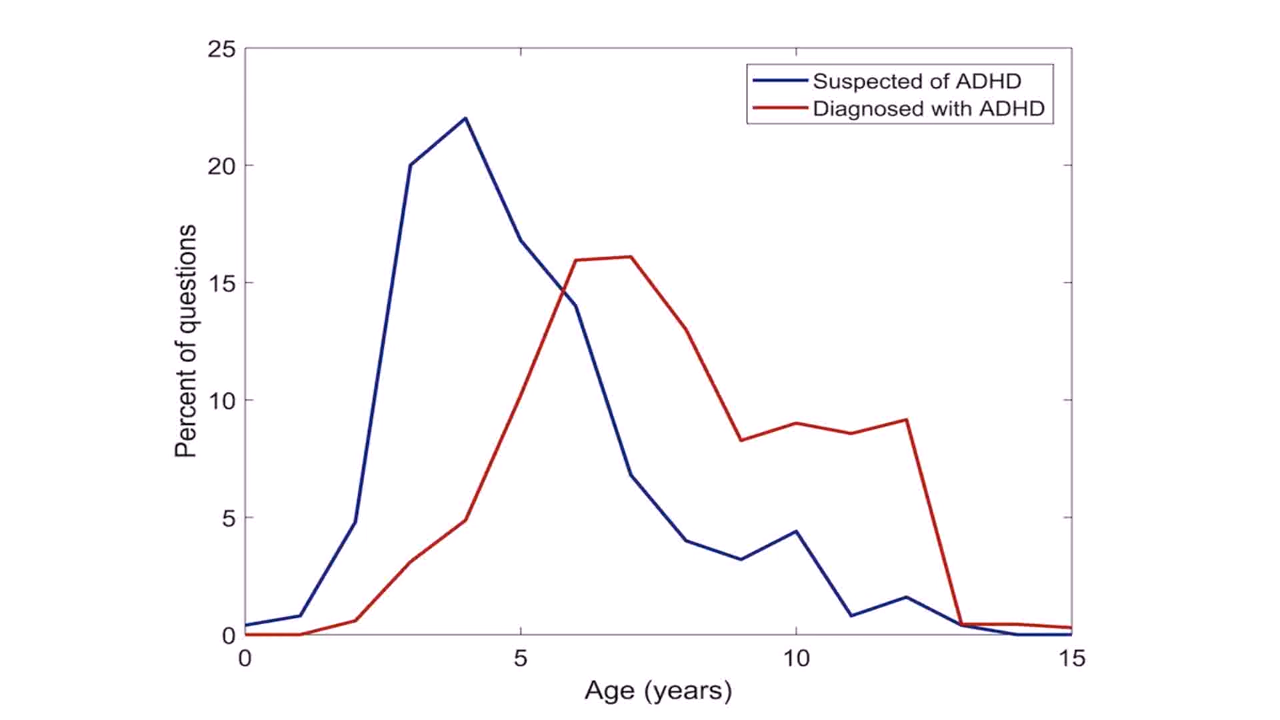 25
20
15
10
5
0
Percent of questions
Suspected of ADHD
Diagnosed with ADHD
0 5 10 15
Age (years)